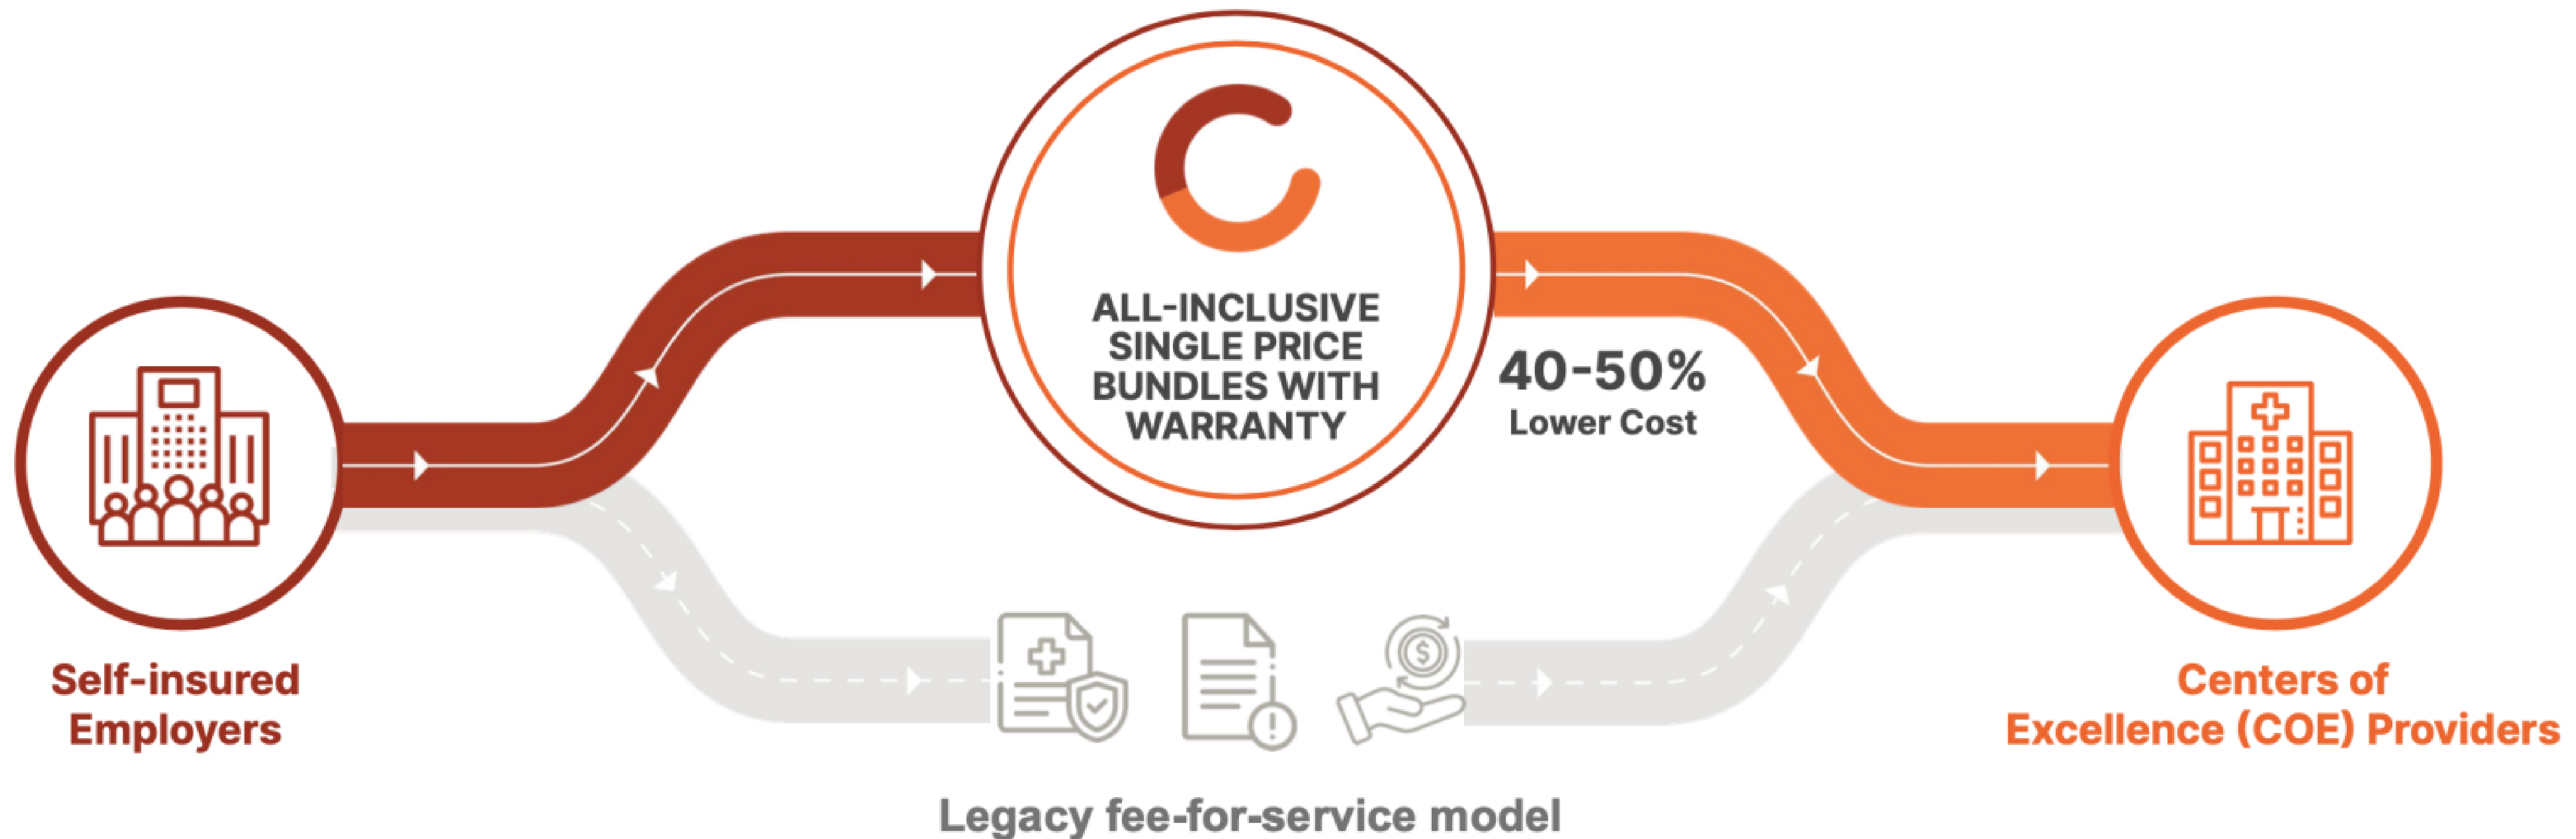 ALL-INCLUSIVE
SINGLE PRICE
BUNDLES WITH
WARRANTY
40-50%
Lower Cost
Self-insured
Employers
Centers of
Excellence (COE) Providers
Legacy fee-for-service model